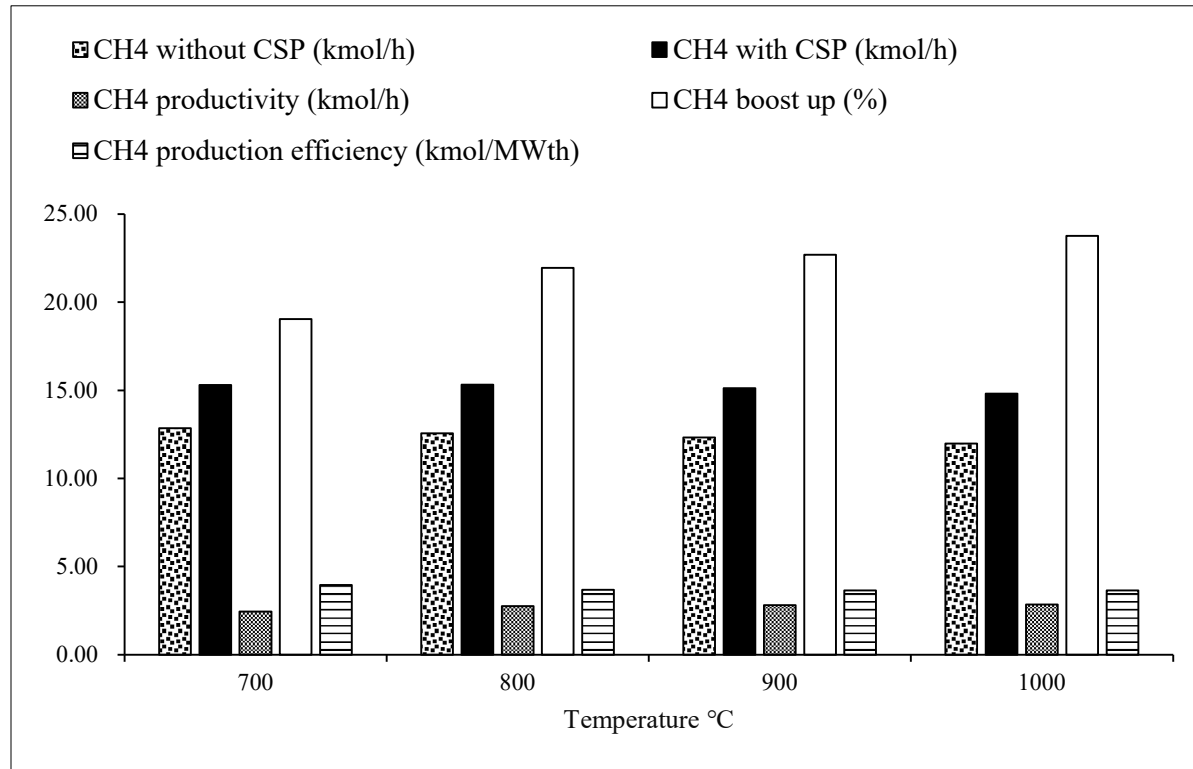 CH4 without CSP (kmol/h)
CH4 with CSP (kmol/h)
CH4 productivity (kmol/h)
CH4 boost up (%)
CH4 production efficiency (kmol/MWth)
25.00
20.00
15.00
10.00
5.00
0.00
700
800
900
1000
Temperature °C